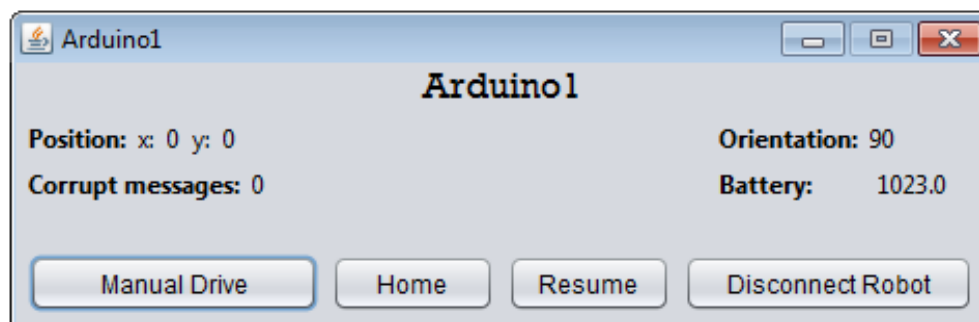 Arduino1
Arduino1
Position: x: 0 y: 0 Orientation: 90
Corrupt messages: 0 Battery: 1023.0
Manual Drive Home Resume Disconnect Robot